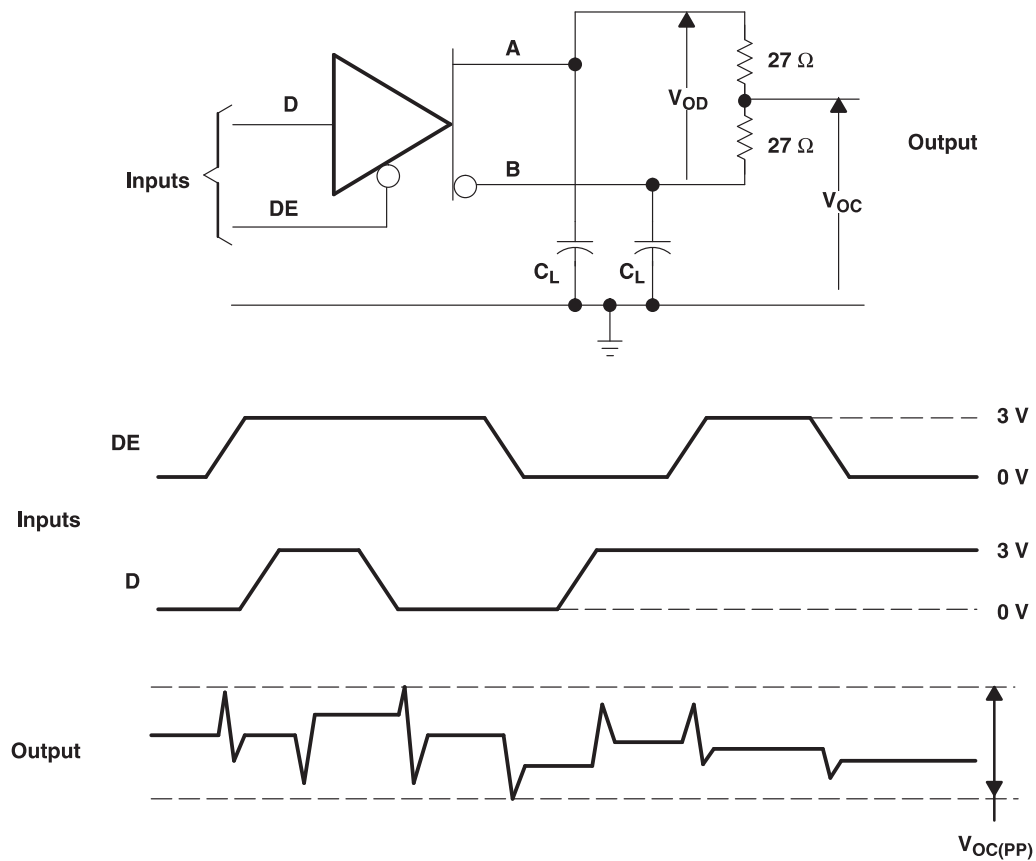 A
27 Ω
D
V_OD
27 Ω
Output
B
Inputs
V_OC
DE
C_L
C_L
3 V
DE
0 V
Inputs
3 V
D
0 V
Output
V_OC(PP)